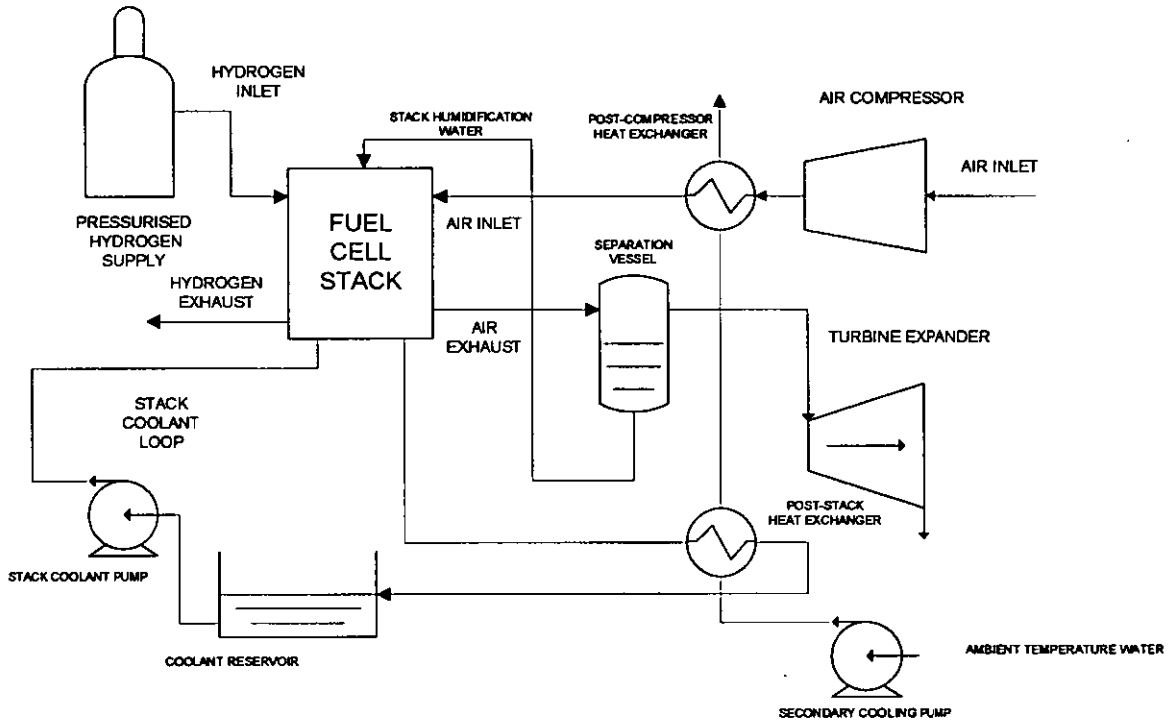 HYDROGEN
INLET
AIR COMPRESSOR
STACK HUMIDIFICATION
WATER
POST-COMPRESSOR
HEAT EXCHANGER
AIR INLET
PRESSURISED
HYDROGEN
SUPPLY
FUEL
CELL
STACK
AIR INLET
SEPARATION
VESSEL
HYDROGEN
EXHAUST
AIR
EXHAUST
TURBINE EXPANDER
STACK
COOLANT
LOOP
POST-STACK
HEAT EXCHANGER
STACK COOLANT PUMP
COOLANT RESERVOIR
AMBIENT TEMPERATURE WATER
SECONDARY COOLING PUMP